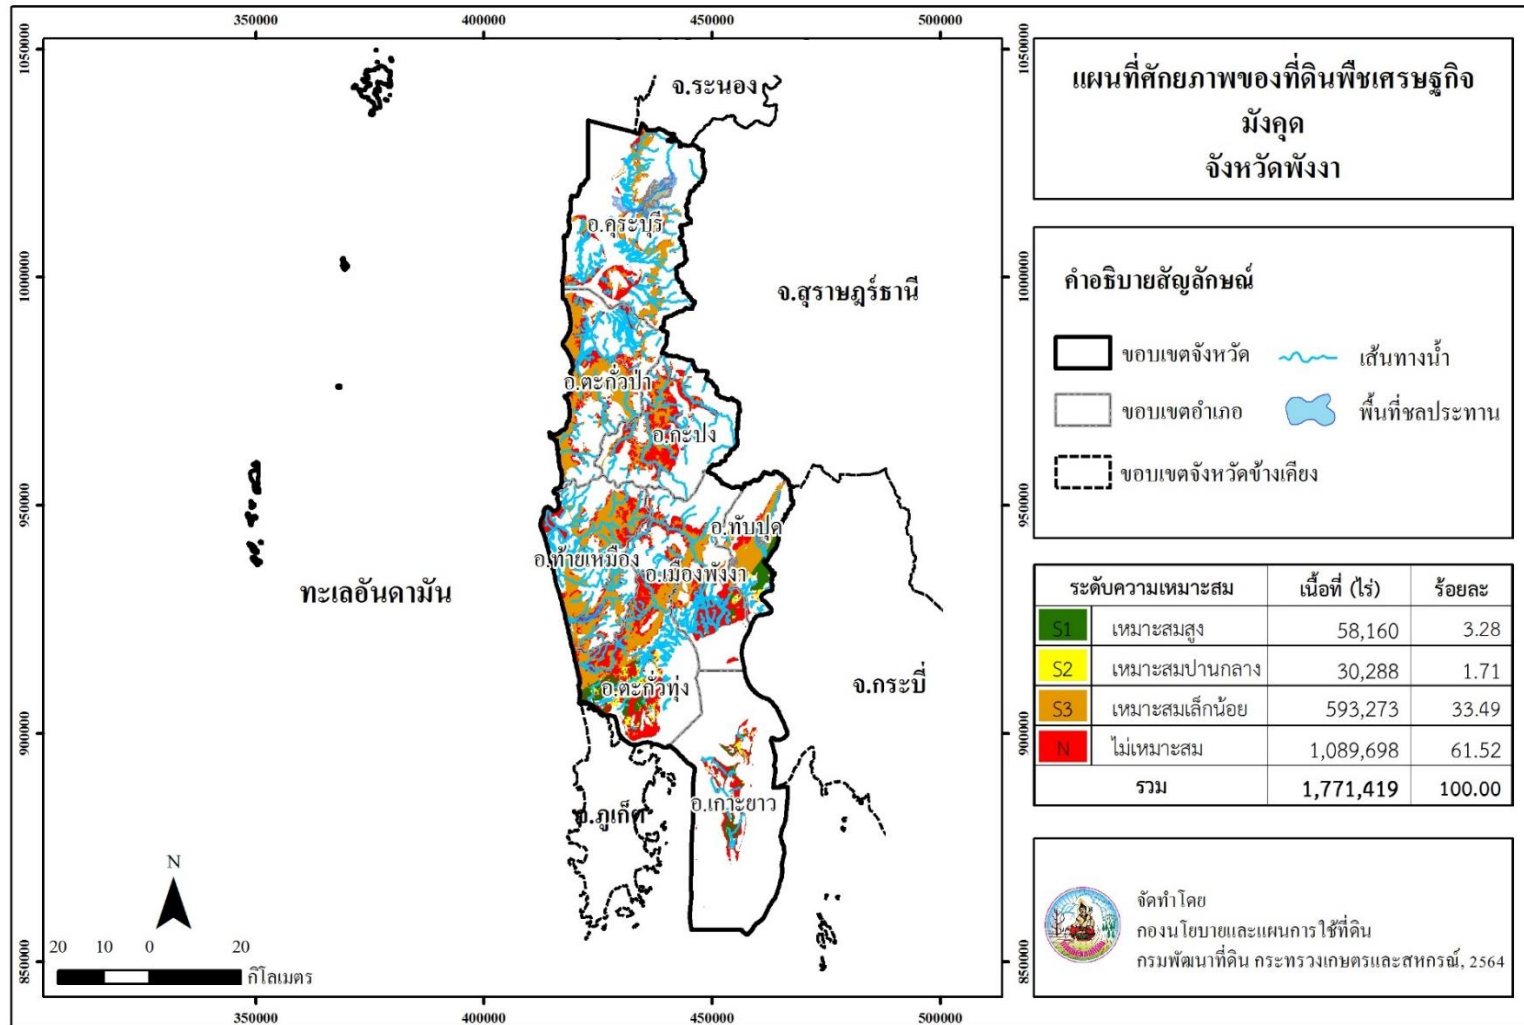 350000
400000
450000
500000
1050000
1000000
950000
900000
850000
1050000
1000000
950000
900000
850000
จ.ระนอง
อ.คุระบุรี
จ.สุราษฎร์ธานี
อ.ตะกั่วป่า
อ.กะปง
อ.ทับปุด
อ.ท้ายเหมือง
อ.เมืองพังงา
ทะเลอันดามัน
อ.ตะกั่วทุ่ง
จ.กระบี่
อ.เกาะยาว
จ.ภูเก็ต
N
20 10 0 20
กิโลเมตร
350000
400000
450000
500000
แผนที่ศักยภาพของที่ดินพืชเศรษฐกิจ
มังคุด
จังหวัดพังงา
คำอธิบายสัญลักษณ์
ขอบเขตจังหวัด เส้นทางน้ำ
ขอบเขตอำเภอ พื้นที่ชลประทาน
ขอบเขตจังหวัดข้างเคียง
ระดับความเหมาะสม เนื้อที่ (ไร่) ร้อยละ
S1 เหมาะสมสูง 58,160 3.28
S2 เหมาะสมปานกลาง 30,288 1.71
S3 เหมาะสมเล็กน้อย 593,273 33.49
N ไม่เหมาะสม 1,089,698 61.52
รวม 1,771,419 100.00
จัดทำโดย
กองนโยบายและแผนการใช้ที่ดิน
กรมพัฒนาที่ดิน กระทรวงเกษตรและสหกรณ์, 2564